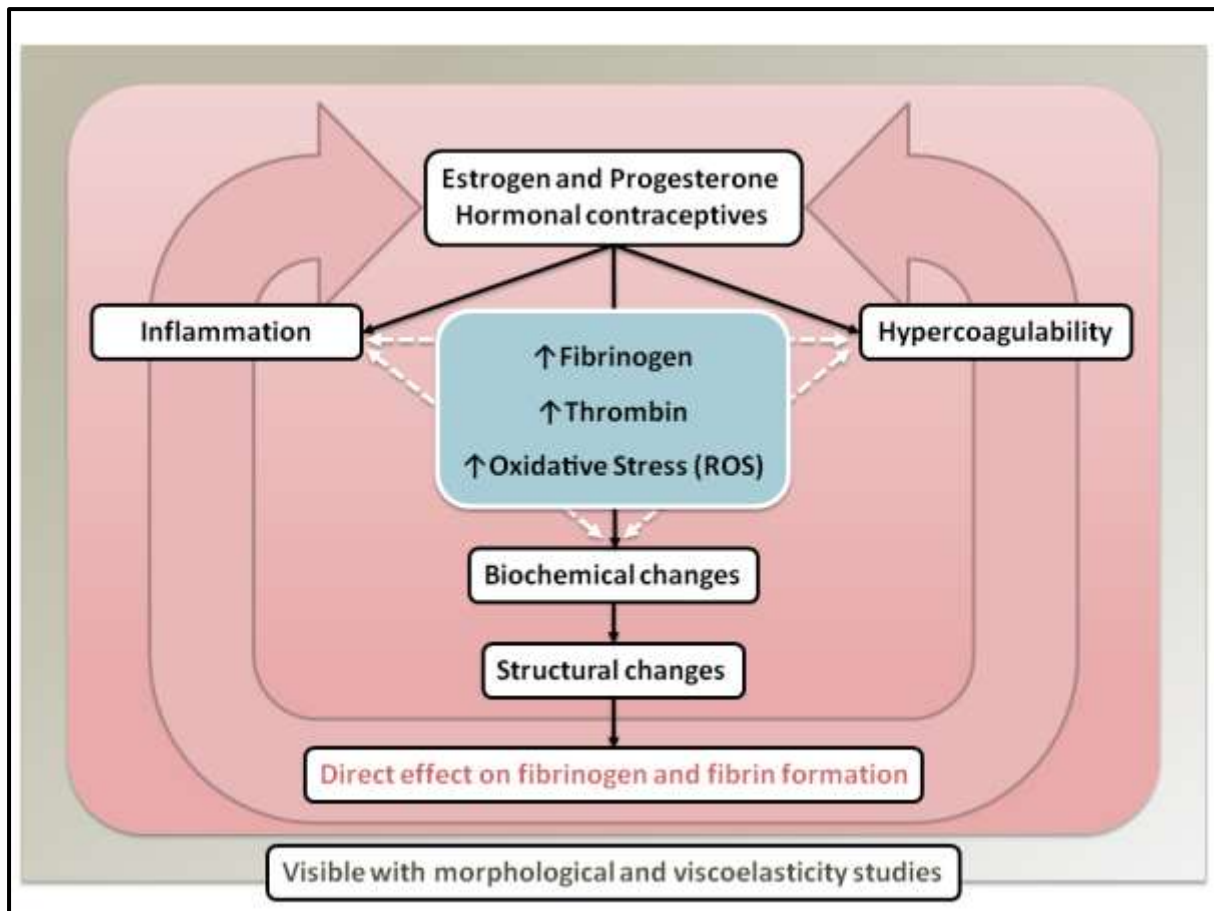 Estrogen and Progesterone
Hormonal contraceptives
Inflammation
Hypercoagulability
↑Fibrinogen
↑Thrombin
↑Oxidative Stress (ROS)
Biochemical changes
Structural changes
Direct effect on fibrinogen and fibrin formation
Visible with morphological and viscoelasticity studies